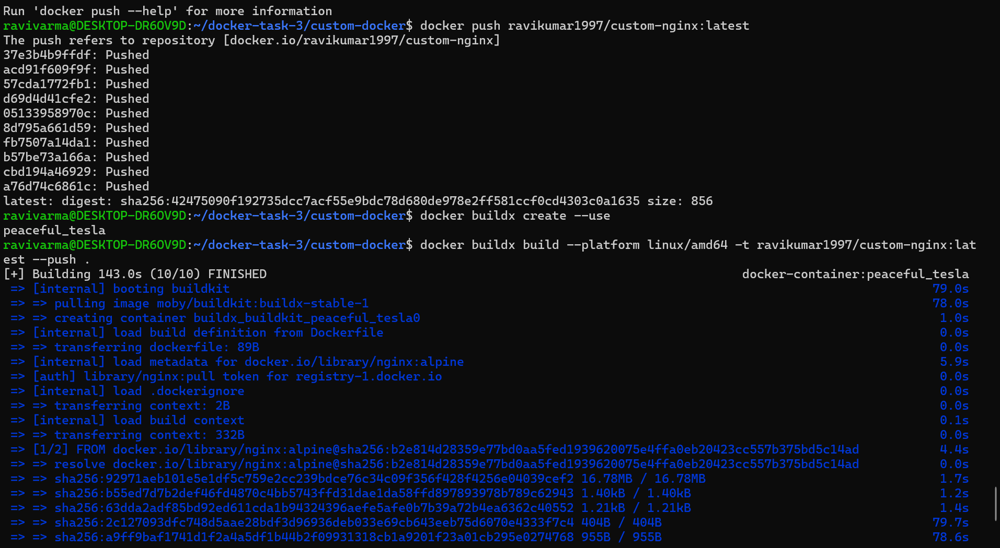 Run 'docker push --help' for more information
ravivarma@DESKTOP-DR6OV9D:~/docker-task-3/custom-docker$ docker push ravikumar1997/custom-nginx:latest
The push refers to repository [docker.io/ravikumar1997/custom-nginx]
37e3b4b9ffdf: Pushed
acd91f609f9f: Pushed
57cda1772fb1: Pushed
d69d4d41cfe2: Pushed
05133958970c: Pushed
8d795a661d59: Pushed
fb7507a14da1: Pushed
b57be73a166a: Pushed
cbd194a46929: Pushed
a76d74c6861c: Pushed
latest: digest: sha256:42475090f192735dcc7acf55e9bdc78d680de978e2ff581ccf0cd4303c0a1635 size: 856
ravivarma@DESKTOP-DR6OV9D:~/docker-task-3/custom-docker$ docker buildx create --use
peaceful_tesla
ravivarma@DESKTOP-DR6OV9D:~/docker-task-3/custom-docker$ docker buildx build --platform linux/amd64 -t ravikumar1997/custom-nginx:lat
est --push .
[+] Building 143.0s (10/10) FINISHED docker-container:peaceful_tesla
=> [internal] booting buildkit 79.0s
=> => pulling image moby/buildkit:buildx-stable-1 78.0s
=> => creating container buildx_buildkit_peaceful_tesla0 1.0s
=> [internal] load build definition from Dockerfile 0.0s
=> => transferring dockerfile: 89B 0.0s
=> [internal] load metadata for docker.io/library/nginx:alpine 5.9s
=> [auth] library/nginx:pull token for registry-1.docker.io 0.0s
=> [internal] load .dockerignore 0.0s
=> => transferring context: 2B 0.0s
=> [internal] load build context 0.1s
=> => transferring context: 332B 0.0s
=> [1/2] FROM docker.io/library/nginx:alpine@sha256:b2e814d28359e77bd0aa5fed1939620075e4ffa0eb20423cc557b375bd5c14ad 4.4s
=> => resolve docker.io/library/nginx:alpine@sha256:b2e814d28359e77bd0aa5fed1939620075e4ffa0eb20423cc557b375bd5c14ad 0.0s
=> => sha256:92971aeb101e5e1df5c759e2cc239bdce76c34c09f356f428f4256e04039cef2 16.78MB / 16.78MB 1.7s
=> => sha256:b55ed7d7b2def46fd4870c4bb5743ffd31dae1da58ffd897893978b789c62943 1.40kB / 1.40kB 1.2s
=> => sha256:63dda2adf85bd92ed611cda1b94324396aefe5afe0b7b39a72b4ea6362c40552 1.21kB / 1.21kB 1.4s
=> => sha256:2c127093dfc748d5aae28bdf3d96936deb033e69cb643eeb75d6070e4333f7c4 404B / 404B 79.7s
=> => sha256:a9ff9baf1741d1f2a4a5df1b44b2f09931318cb1a9201f23a01cb295e0274768 955B / 955B 78.6s